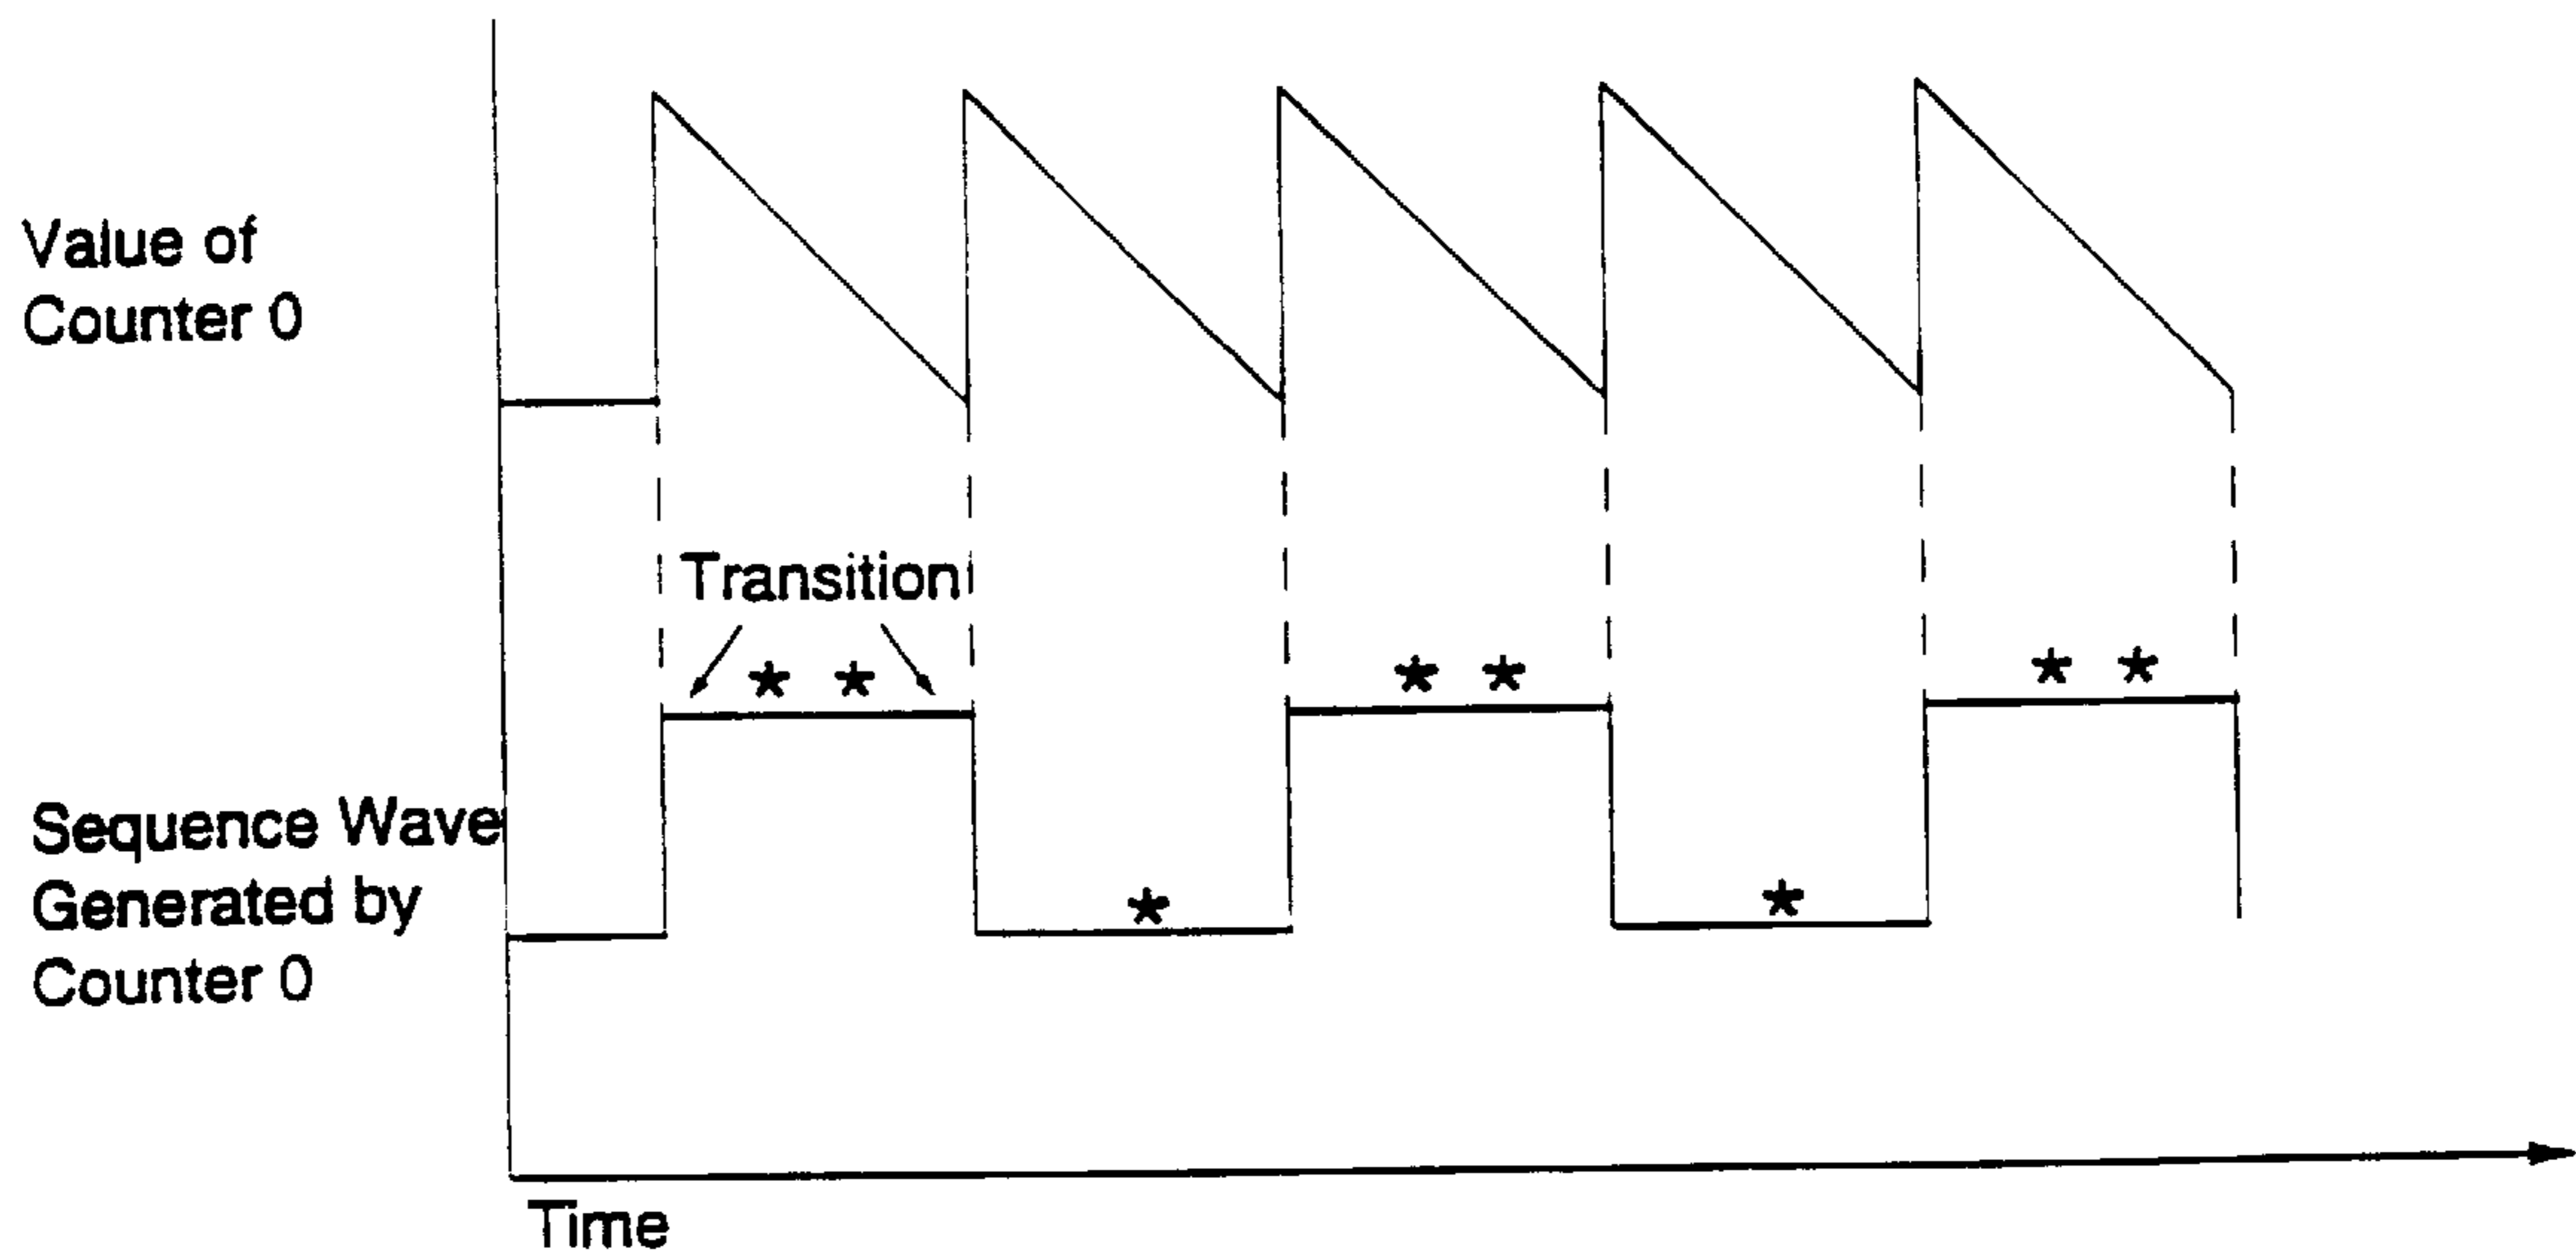 Value of
Counter 0
Transition
* *
* *
* *
*
*
Sequence Wave
Generated by
Counter 0
Time